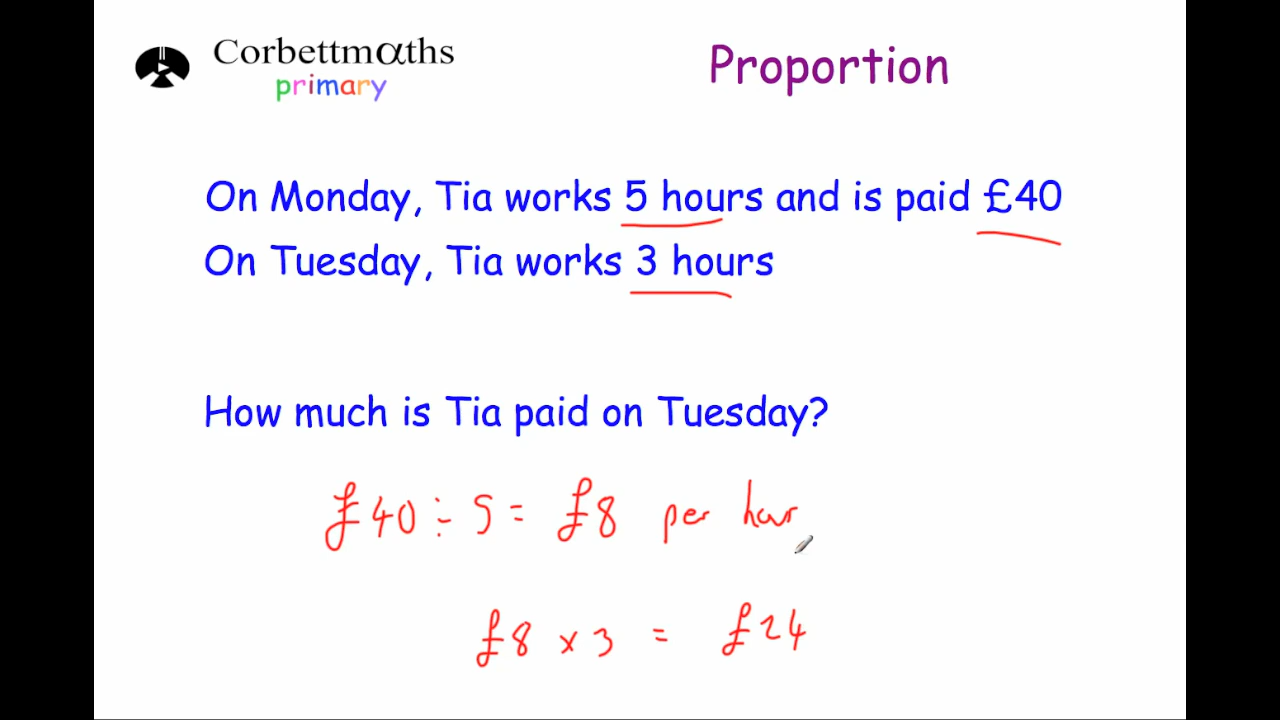 Corbettmαths
primary
Proportion
On Monday, Tia works 5 hours and is paid £40
On Tuesday, Tia works 3 hours
How much is Tia paid on Tuesday?
£40 ÷ 5 = £8 per hour
£8 × 3 = £24